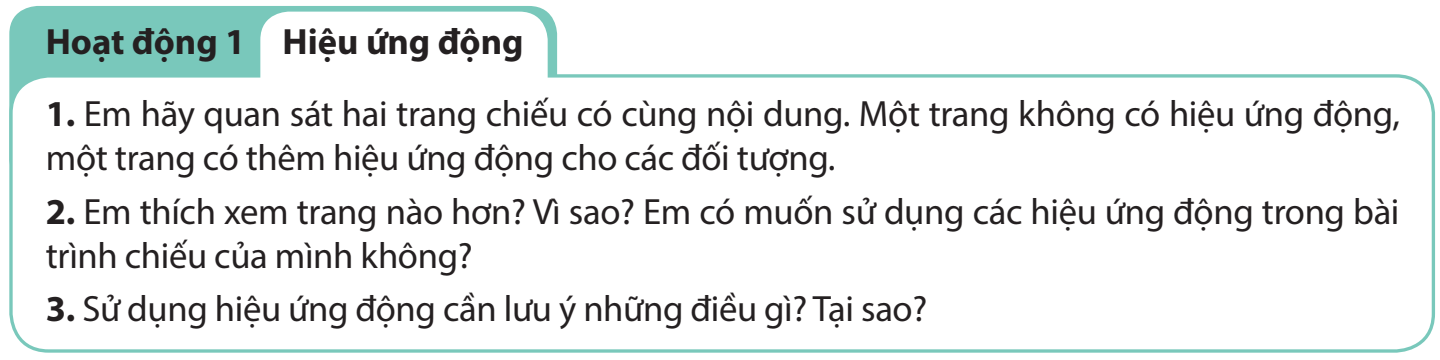 Hoạt động 1 Hiệu ứng động
1. Em hãy quan sát hai trang chiếu có cùng nội dung. Một trang không có hiệu ứng động,
một trang có thêm hiệu ứng động cho các đối tượng.
2. Em thích xem trang nào hơn? Vì sao? Em có muốn sử dụng các hiệu ứng động trong bài
trình chiếu của mình không?
3. Sử dụng hiệu ứng động cần lưu ý những điều gì? Tại sao?